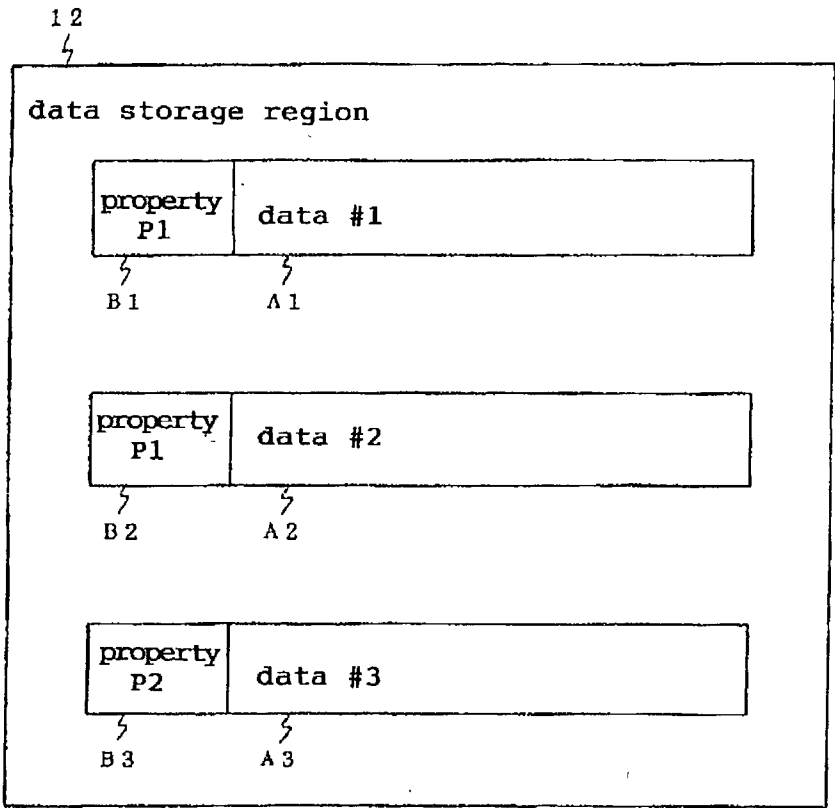 12
data storage region
property
P1
data #1
B1 A1
property
P1
data #2
B2 A2
property
P2
data #3
B3 A3